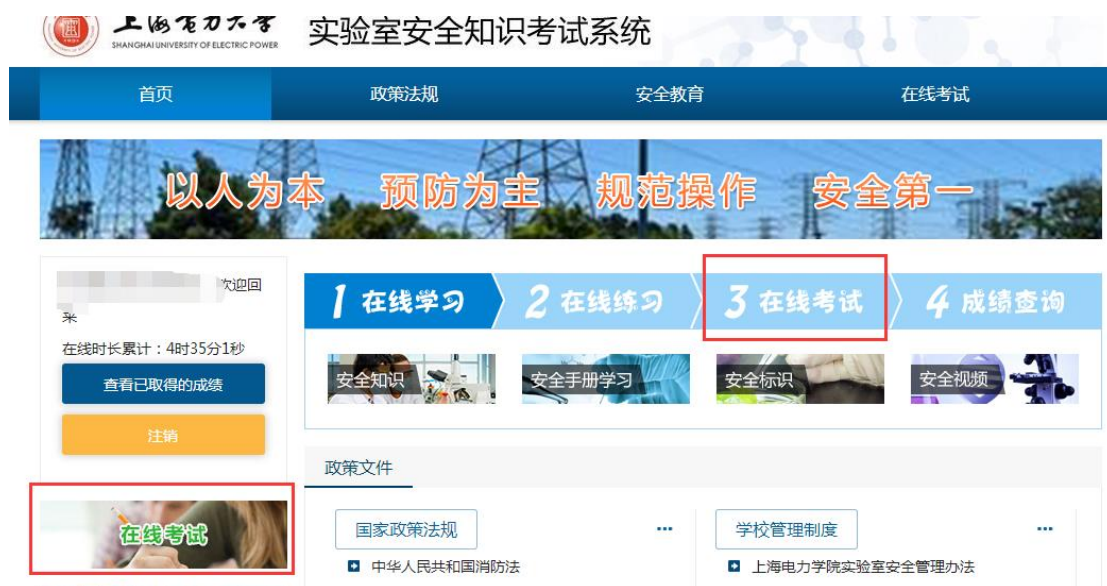 上海电力大学
SHANGHAI UNIVERSITY OF ELECTRIC POWER
实验室安全知识考试系统
首页 政策法规 安全教育 在线考试
以人为本 预防为主 规范操作 安全第一
欢迎回
来
在线时长累计：4时35分1秒
查看已取得的成绩
注销
在线考试
1 在线学习 2 在线练习 3 在线考试 4 成绩查询
安全知识 安全手册学习 安全标识 安全视频
政策文件
国家政策法规 ··· 学校管理制度 ···
中华人民共和国消防法 上海电力学院实验室安全管理办法